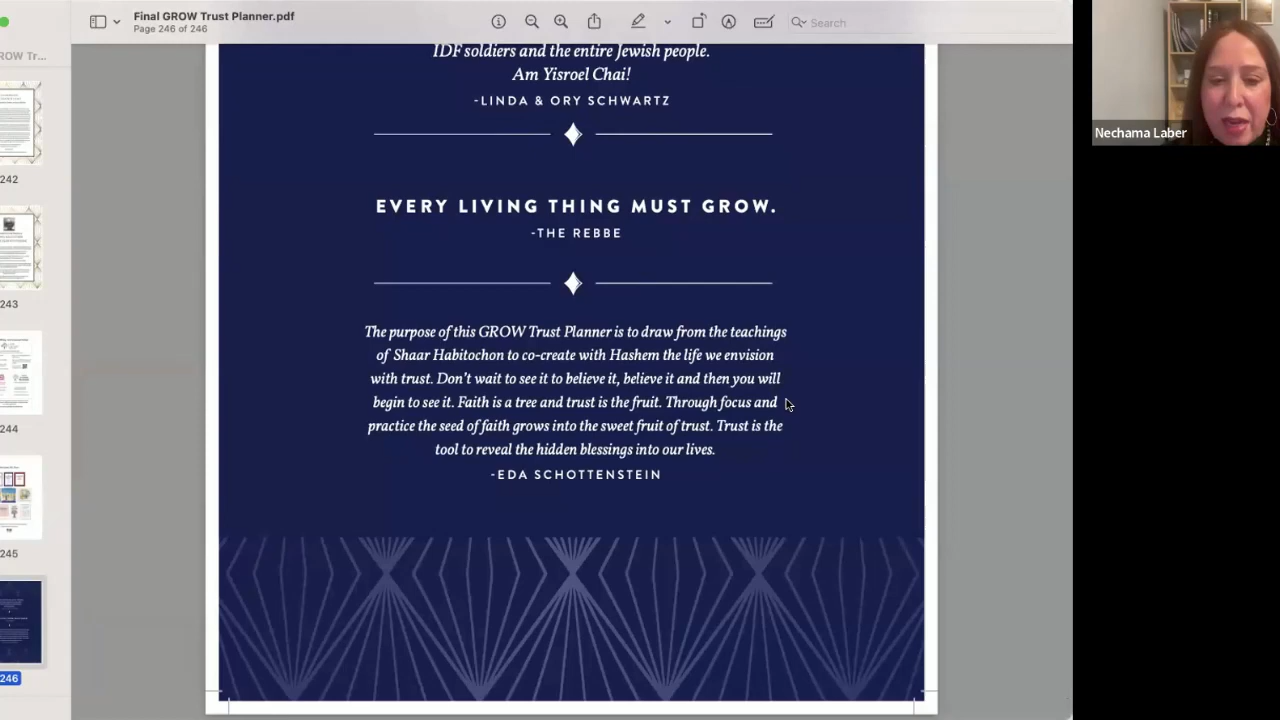 Final GROW Trust Planner.pdf
Page 246 of 246
Search
OW Tr...
242
243
244
245
246
IDF soldiers and the entire Jewish people.
Am Yisroel Chai!
-LINDA & ORY SCHWARTZ
EVERY LIVING THING MUST GROW.
-THE REBBE
The purpose of this GROW Trust Planner is to draw from the teachings
of Shaar Habitochon to co-create with Hashem the life we envision
with trust. Don't wait to see it to believe it, believe it and then you will
begin to see it. Faith is a tree and trust is the fruit. Through focus and
practice the seed of faith grows into the sweet fruit of trust. Trust is the
tool to reveal the hidden blessings into our lives.
-EDA SCHOTTENSTEIN
Nechama Laber